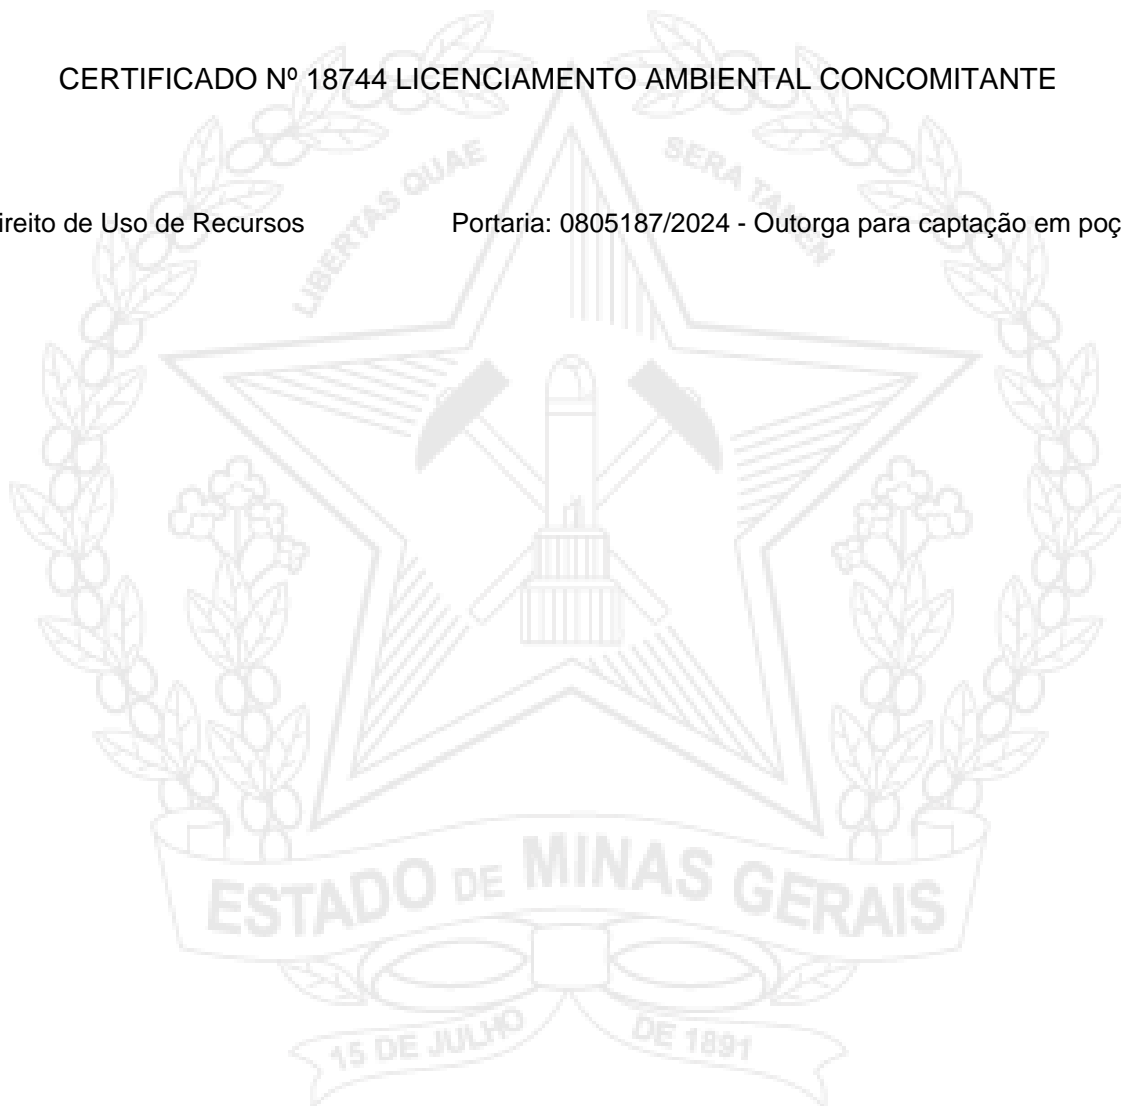 CERTIFICADO Nº 18744 LICENCIAMENTO AMBIENTAL CONCOMITANTE
LIBERTAS QUAE SERA TAMEN
ireito de Uso de Recursos Portaria: 0805187/2024 - Outorga para captação em poç
ESTADO DE MINAS GERAIS
15 DE JULHO DE 1891